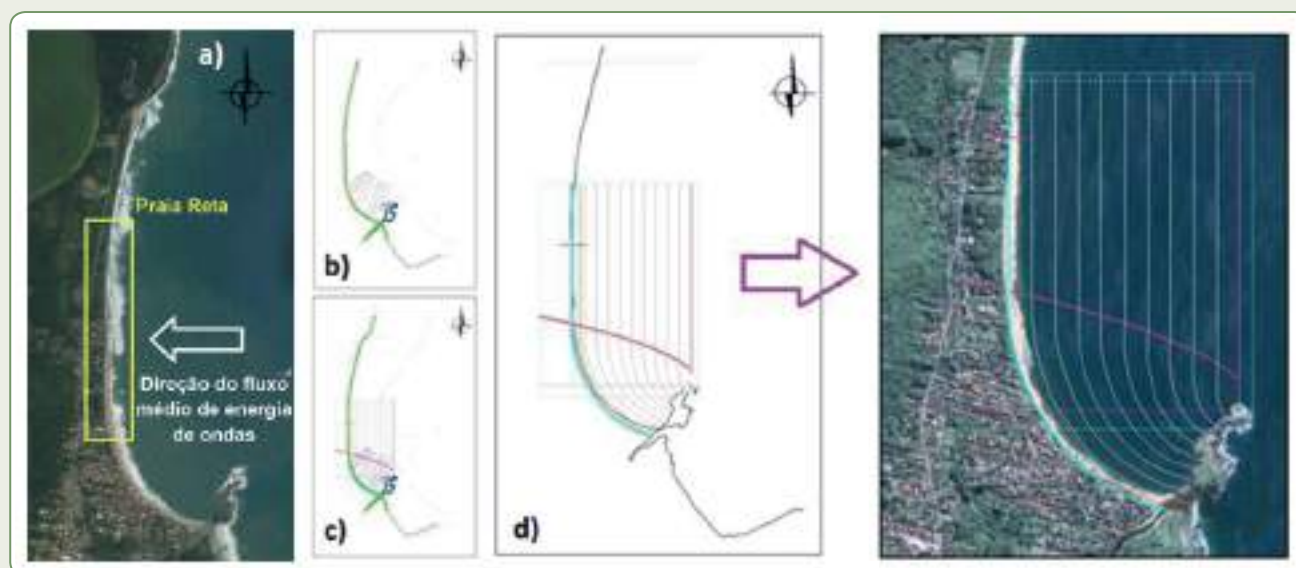 a)
Praia Reta
Direção do fluxo
médio de energia
de ondas
b)
c)
d)